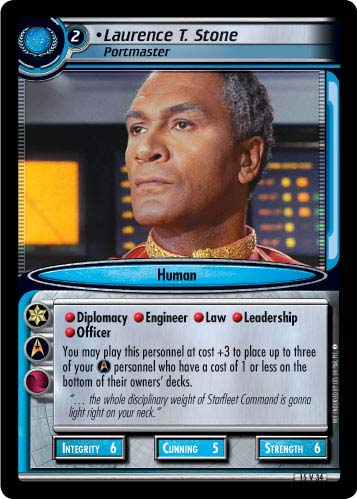 2
•Laurence T. Stone
Portmaster
Human
Diplomacy Engineer Law Leadership
Officer
You may play this personnel at cost +3 to place up to three
of your personnel who have a cost of 1 or less on the
bottom of their owners' decks.
"... the whole disciplinary weight of Starfleet Command is gonna
light right on your neck."
Integrity 6 Cunning 5 Strength 6
15 V 34